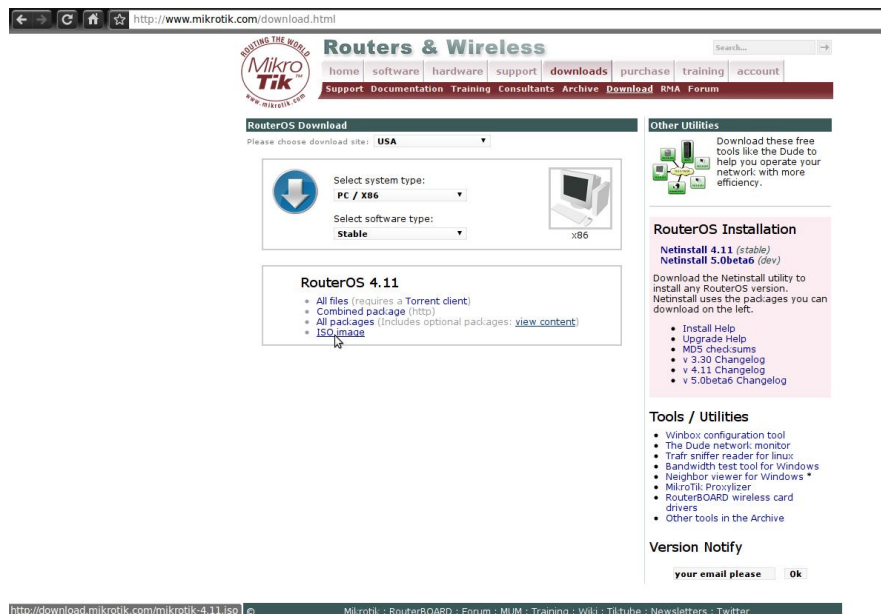 http://www.mikrotik.com/download.html
ROUTING THE WORLD
Mikro
Tik™
www.mikrotik.com
Routers & Wireless
Search...
home software hardware support downloads purchase training account
Support Documentation Training Consultants Archive Download RMA Forum
RouterOS Download
Please choose download site: USA
Select system type:
PC / X86
Select software type:
Stable
x86
RouterOS 4.11
All files (requires a Torrent client)
Combined package (http)
All packages (Includes optional packages: view content)
ISO image
Other Utilities
Download these free
tools like the Dude to
help you operate your
network with more
efficiency.
RouterOS Installation
Netinstall 4.11 (stable)
Netinstall 5.0beta6 (dev)
Download the Netinstall utility to
install any RouterOS version.
Netinstall uses the packages you can
download on the left.
Install Help
Upgrade Help
MD5 checksums
v 3.30 Changelog
v 4.11 Changelog
v 5.0beta6 Changelog
Tools / Utilities
Winbox configuration tool
The Dude network monitor
Trafr sniffer reader for linux
Bandwidth test tool for Windows
Neighbor viewer for Windows *
MikroTik Proxylizer
RouterBOARD wireless card
drivers
Other tools in the Archive
Version Notify
your email please Ok
http://download.mikrotik.com/mikrotik-4.11.iso ©
Mikrotik : RouterBOARD : Forum : MUM : Training : Wiki : Tiktube : Newsletters : Twitter